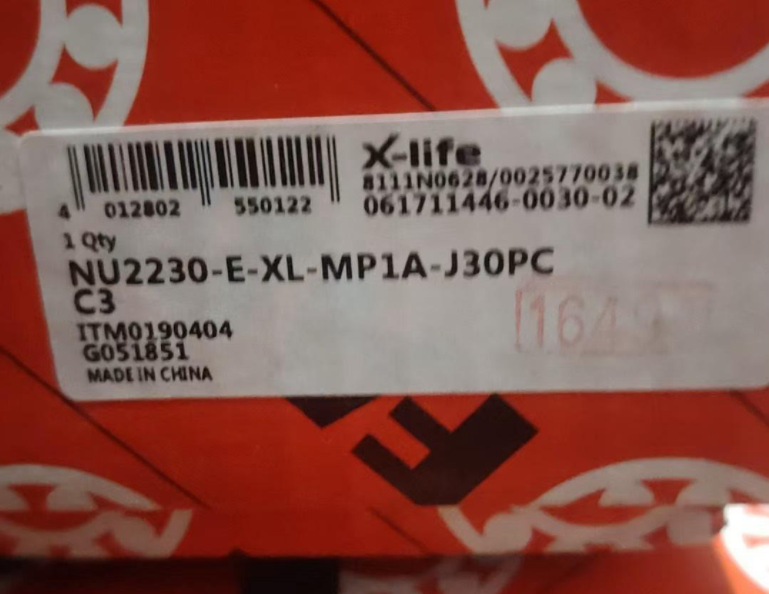 X-life
8111N0628/0025770038
061711446-0030-02
4 012802 550122
1 Qty
NU2230-E-XL-MP1A-J30PC
C3
ITM0190404
G051851
MADE IN CHINA